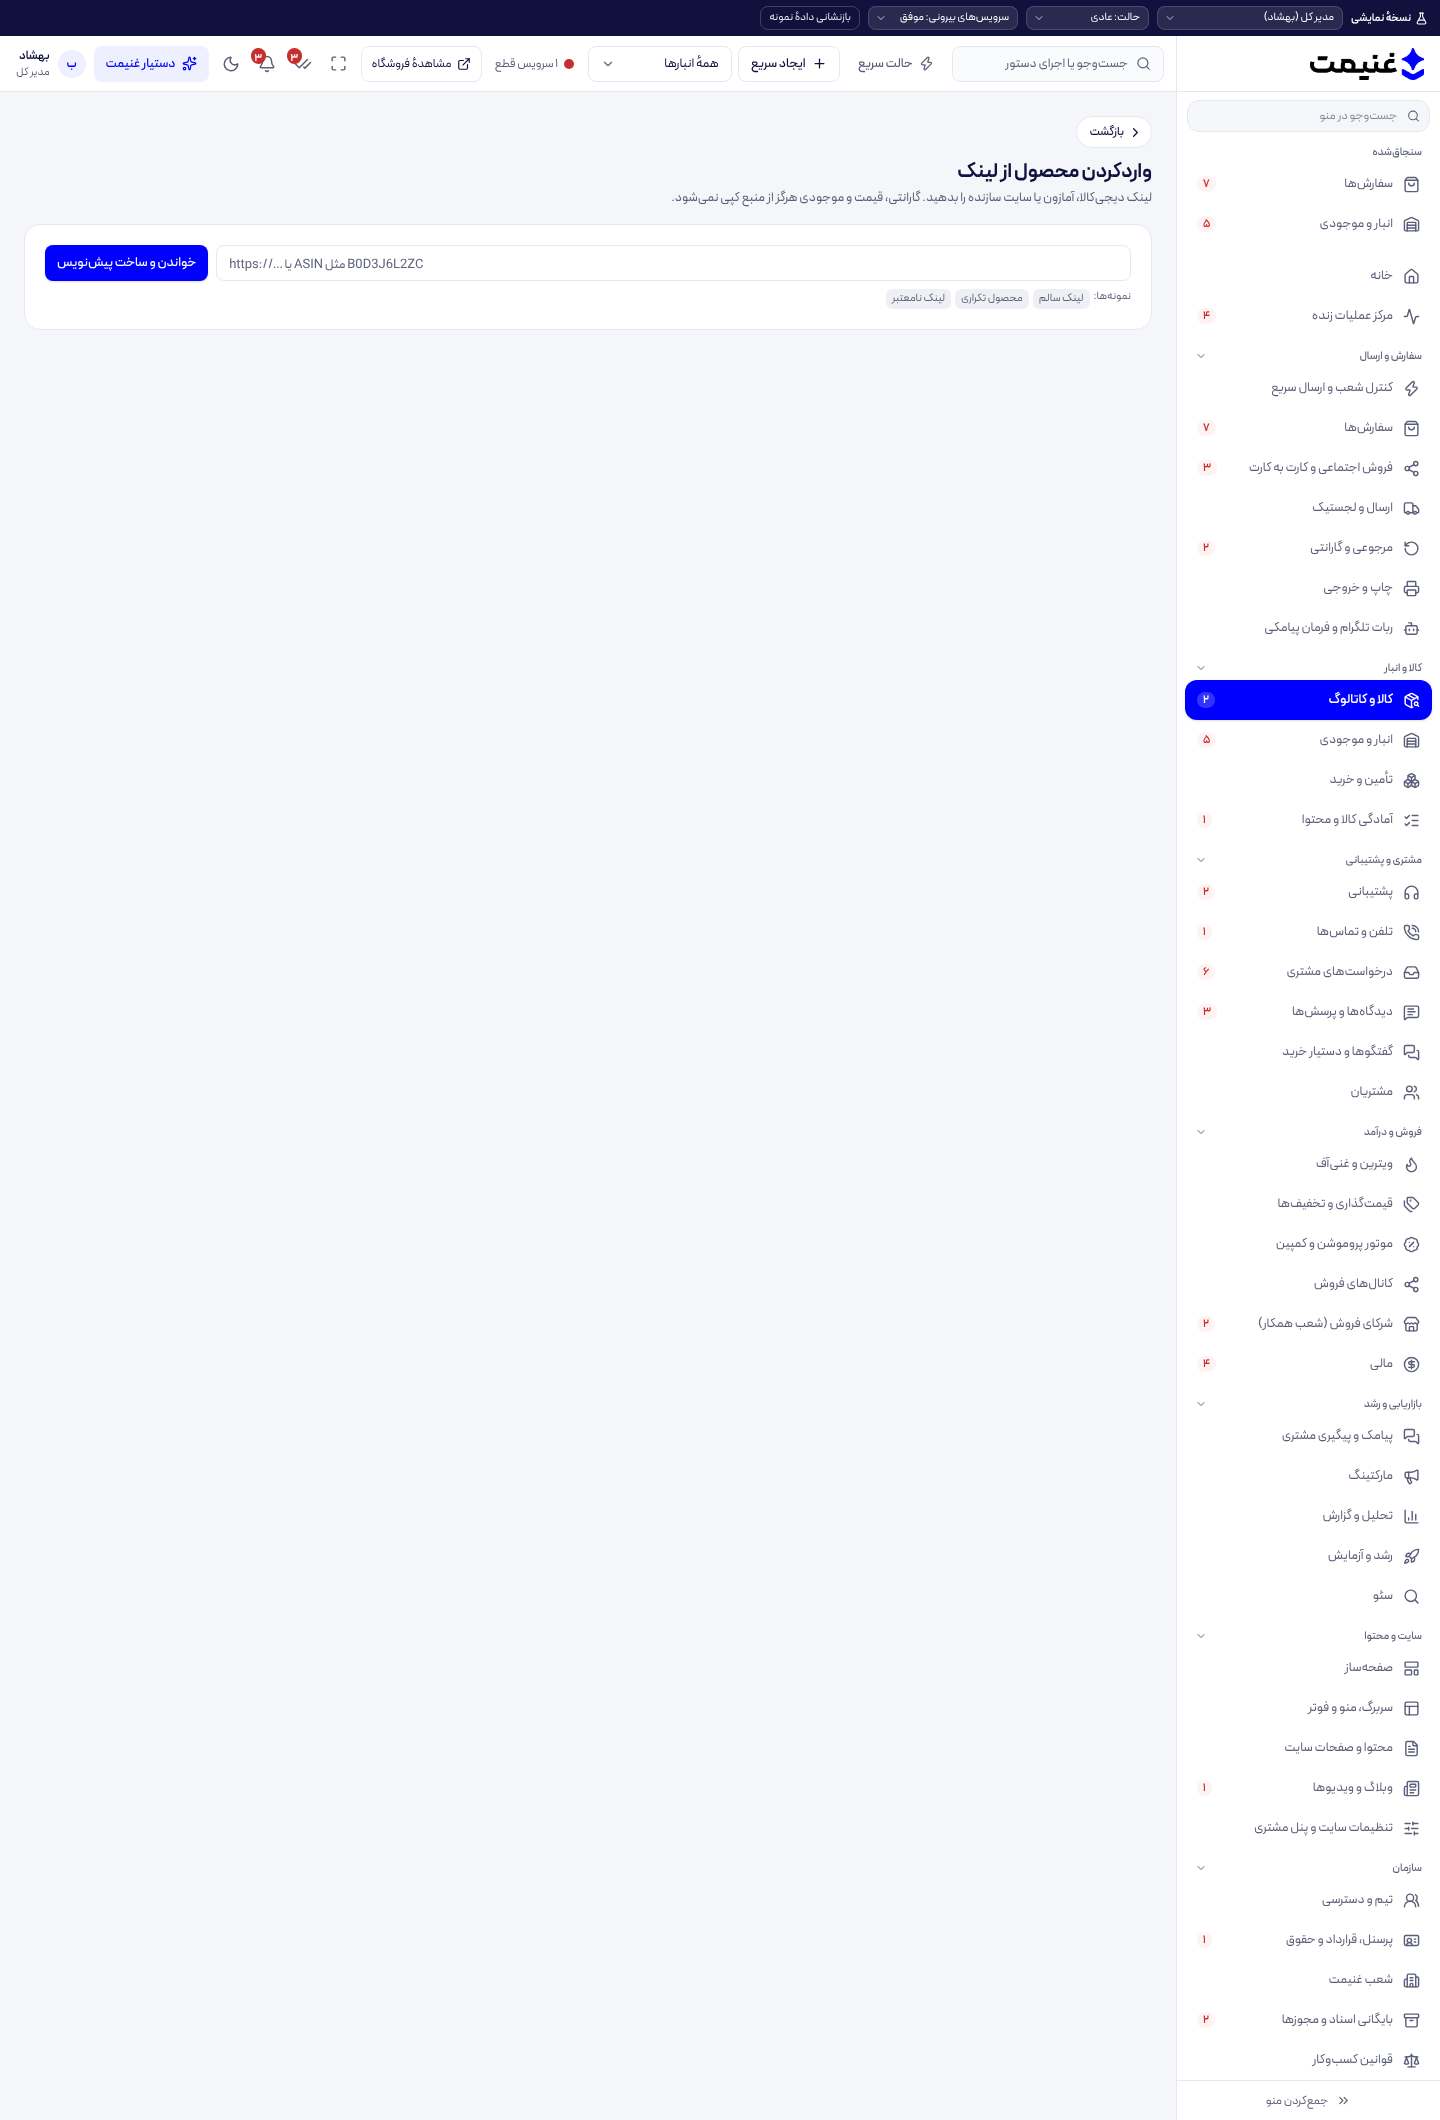 نسخهٔ نمایشی
مدیر کل (بهشاد)
حالت: عادی
سرویس‌های بیرونی: موفق
بازنشانی دادهٔ نمونه
غنیمت
جست‌وجو یا اجرای دستور
حالت سریع
ایجاد سریع
همهٔ انبارها
۱ سرویس قطع
مشاهدهٔ فروشگاه
۳
۳
دستیار غنیمت
ب
بهشاد
مدیر کل
جست‌وجو در منو
سنجاق‌شده
سفارش‌ها ۷
انبار و موجودی ۵
خانه
مرکز عملیات زنده ۴
سفارش و ارسال
کنترل شعب و ارسال سریع
سفارش‌ها ۷
فروش اجتماعی و کارت به کارت ۳
ارسال و لجستیک
مرجوعی و گارانتی ۲
چاپ و خروجی
ربات تلگرام و فرمان پیامکی
کالا و انبار
کالا و کاتالوگ ۲
انبار و موجودی ۵
تأمین و خرید
آمادگی کالا و محتوا ۱
مشتری و پشتیبانی
پشتیبانی ۲
تلفن و تماس‌ها ۱
درخواست‌های مشتری ۶
دیدگاه‌ها و پرسش‌ها ۳
گفتگوها و دستیار خرید
مشتریان
فروش و درآمد
ویترین و غنی‌آف
قیمت‌گذاری و تخفیف‌ها
موتور پروموشن و کمپین
کانال‌های فروش
شرکای فروش (شعب همکار) ۲
مالی ۴
بازاریابی و رشد
پیامک و پیگیری مشتری
مارکتینگ
تحلیل و گزارش
رشد و آزمایش
سئو
سایت و محتوا
صفحه‌ساز
سربرگ، منو و فوتر
محتوا و صفحات سایت
وبلاگ و ویدیوها ۱
تنظیمات سایت و پنل مشتری
سازمان
تیم و دسترسی
پرسنل، قرارداد و حقوق ۱
شعب غنیمت
بایگانی اسناد و مجوزها ۲
قوانین کسب‌وکار
جمع‌کردن منو
بازگشت
واردکردن محصول از لینک
لینک دیجی‌کالا، آمازون یا سایت سازنده را بدهید. گارانتی، قیمت و موجودی هرگز از منبع کپی نمی‌شود.
https://… یا ASIN مثل B0D3J6L2ZC
خواندن و ساخت پیش‌نویس
نمونه‌ها:
لینک سالم
محصول تکراری
لینک نامعتبر